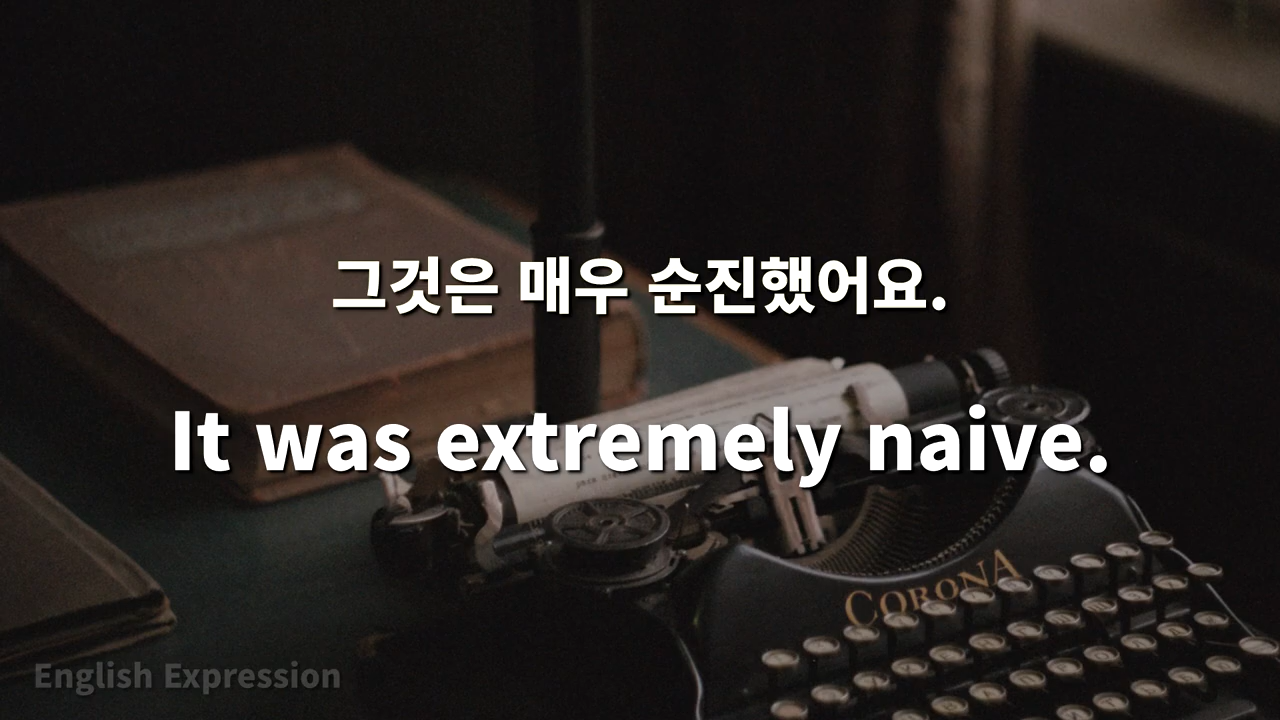 그것은 매우 순진했어요.
It was extremely naive.
CORONA
English Expression